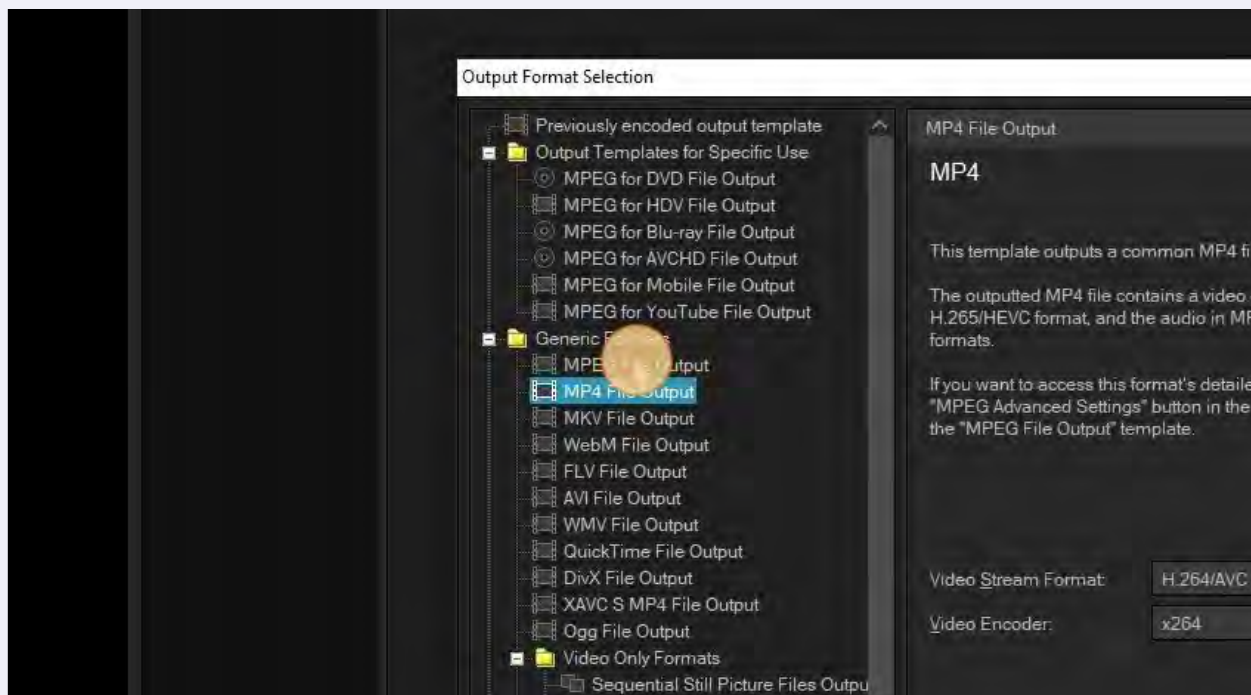 Output Format Selection
Previously encoded output template
Output Templates for Specific Use
MPEG for DVD File Output
MPEG for HDV File Output
MPEG for Blu-ray File Output
MPEG for AVCHD File Output
MPEG for Mobile File Output
MPEG for YouTube File Output
Generic
MPEG Output
MP4 File Output
MKV File Output
WebM File Output
FLV File Output
AVI File Output
WMV File Output
QuickTime File Output
DivX File Output
XAVC S MP4 File Output
Ogg File Output
Video Only Formats
Sequential Still Picture Files Outpu
MP4 File Output
MP4
This template outputs a common MP4 fi
The outputted MP4 file contains a video
H.265/HEVC format, and the audio in MP
formats.
If you want to access this format's detaile
"MPEG Advanced Settings" button in the
the "MPEG File Output" template.
Video Stream Format: H.264/AVC
Video Encoder: x264